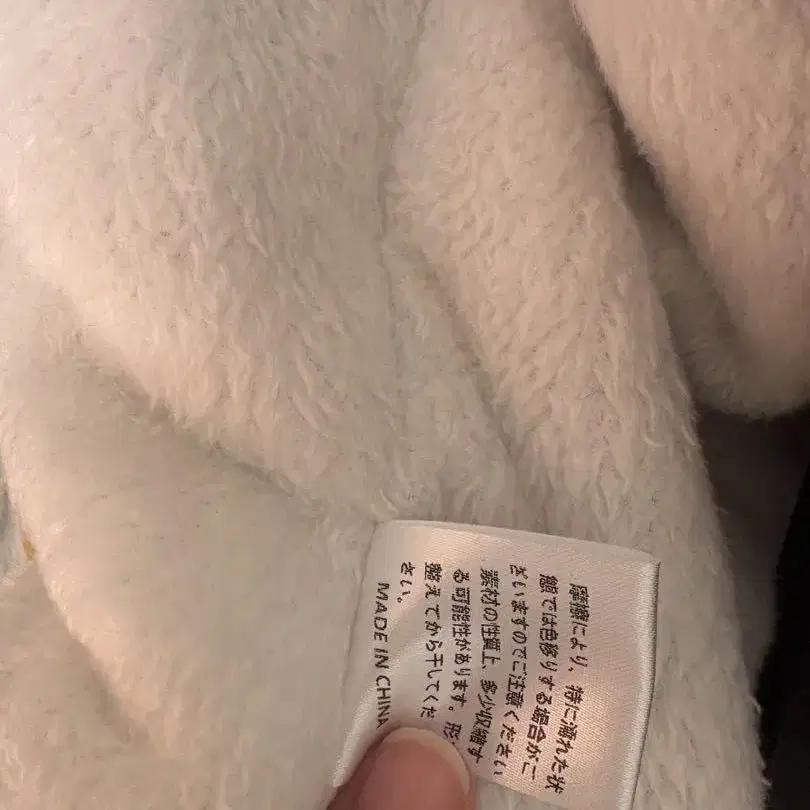 摩擦により、特に濡れた状
態では色移りする場合がご
ざいますのでご注意ください
素材の性質上、多少収縮す
る可能性があります。形
整えてから干してくだ
さい。
MADE IN CHINA